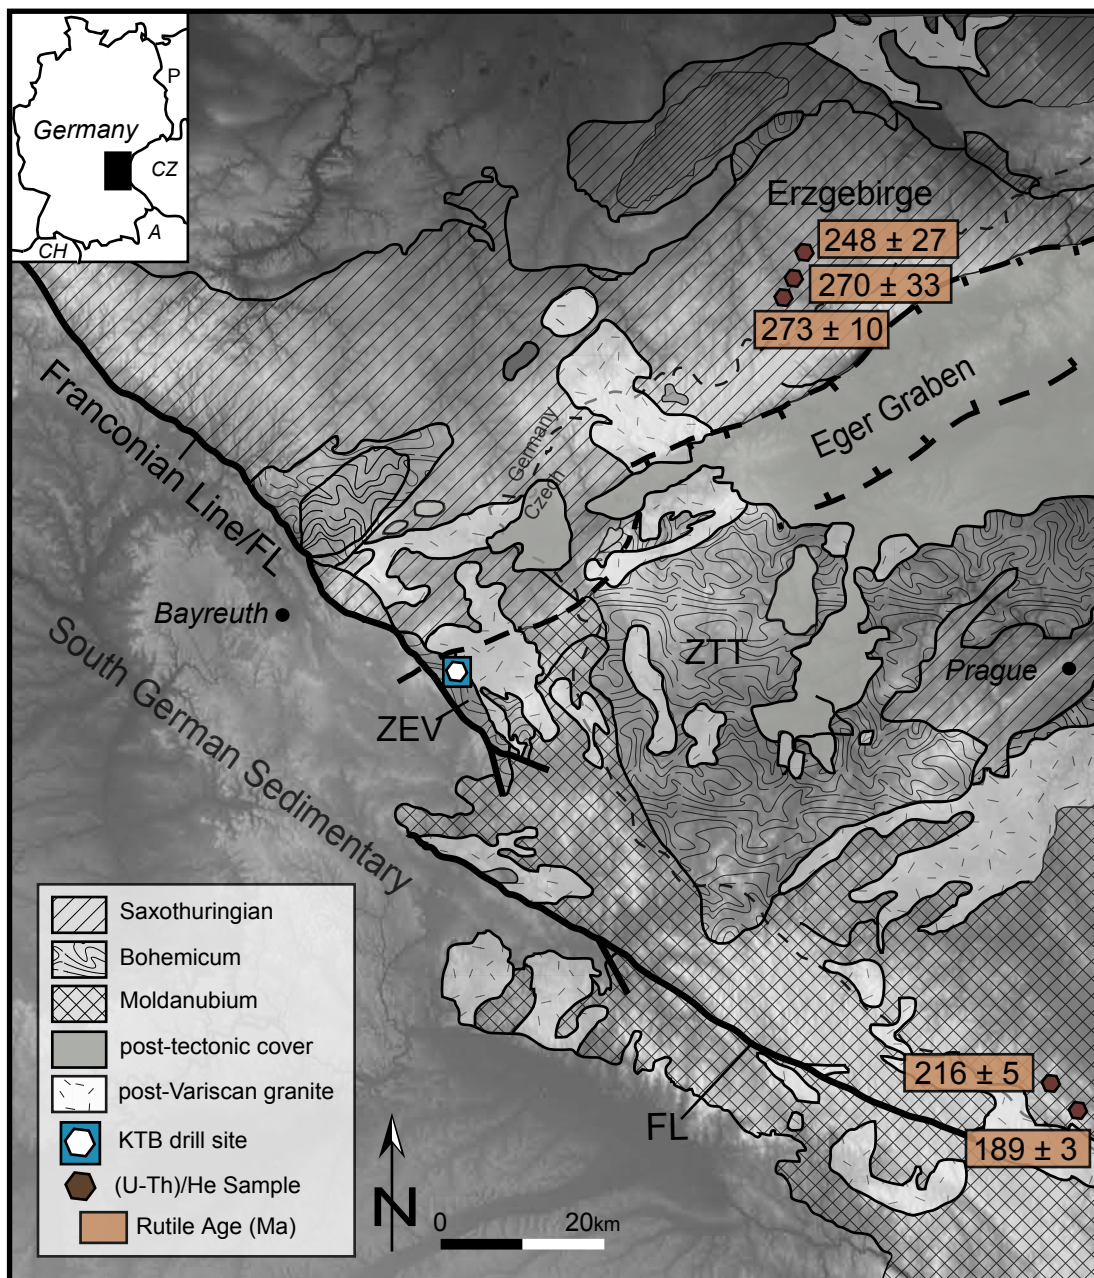 P
Germany
CZ
A
CH
Erzgebirge
248 ± 27
270 ± 33
273 ± 10
Eger Graben
Franconian Line/FL
Germany
Czech
Bayreuth
ZTT
Prague
ZEV
South German Sedimentary
Saxothuringian
Bohemicum
Moldanubium
post-tectonic cover
post-Variscan granite
KTB drill site
(U-Th)/He Sample
Rutile Age (Ma)
N
0 20km
FL
216 ± 5
189 ± 3